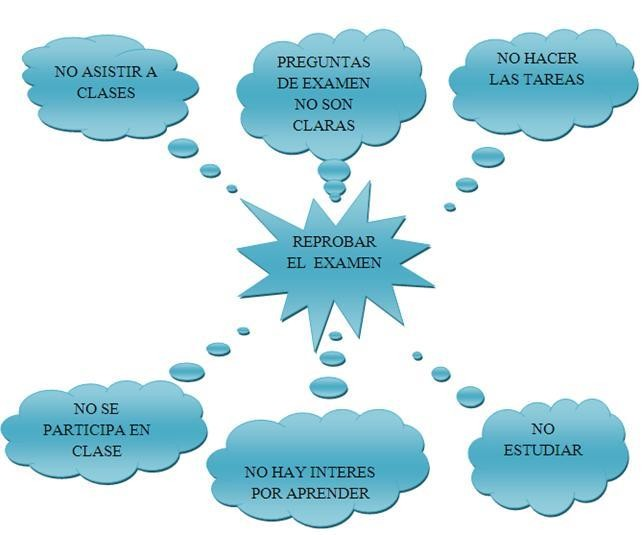 NO ASISTIR A
CLASES
PREGUNTAS
DE EXAMEN
NO SON
CLARAS
NO HACER
LAS TAREAS
REPROBAR
EL EXAMEN
NO SE
PARTICIPA EN
CLASE
NO HAY INTERES
POR APRENDER
NO
ESTUDIAR